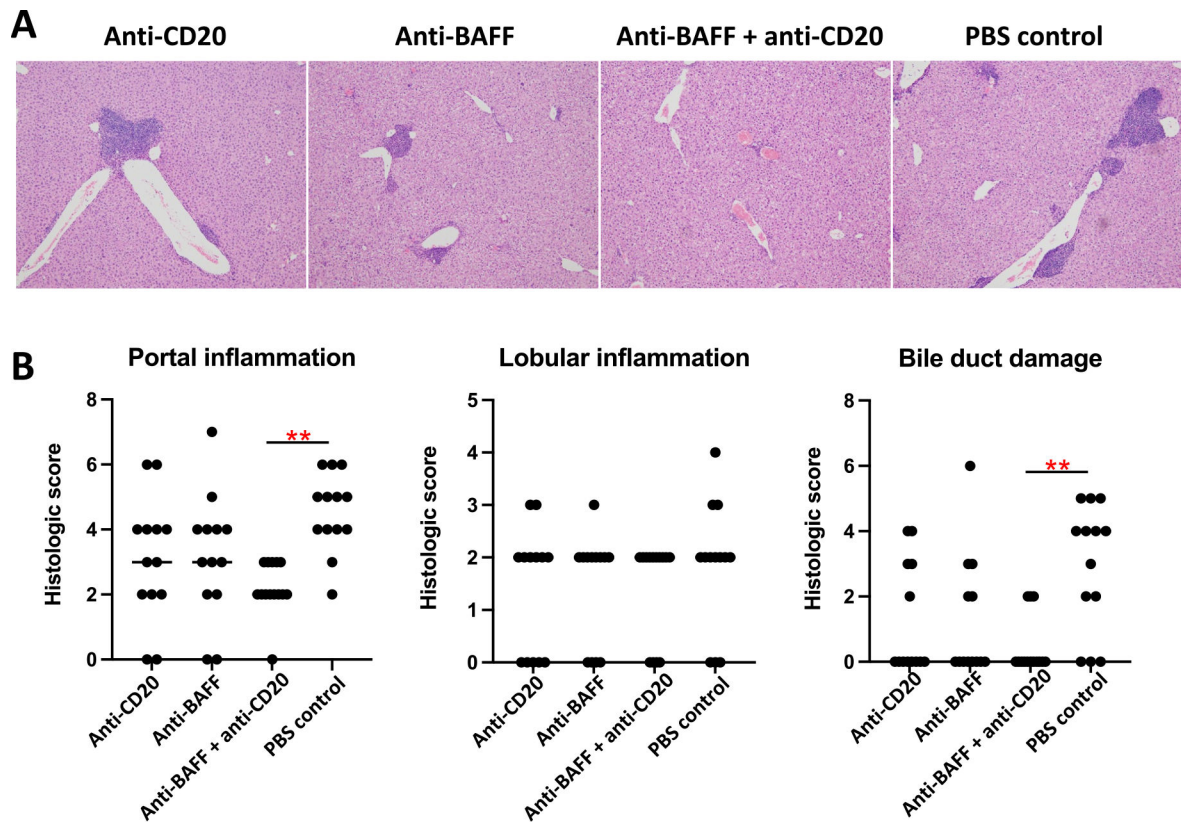 A
Anti-CD20
Anti-BAFF
Anti-BAFF + anti-CD20
PBS control
B
Portal inflammation
Histologic score
8
6
4
2
0
**
Anti-CD20
Anti-BAFF
Anti-BAFF + anti-CD20
PBS control
Lobular inflammation
Histologic score
5
4
3
2
1
0
Anti-CD20
Anti-BAFF
Anti-BAFF + anti-CD20
PBS control
Bile duct damage
Histologic score
8
6
4
2
0
**
Anti-CD20
Anti-BAFF
Anti-BAFF + anti-CD20
PBS control